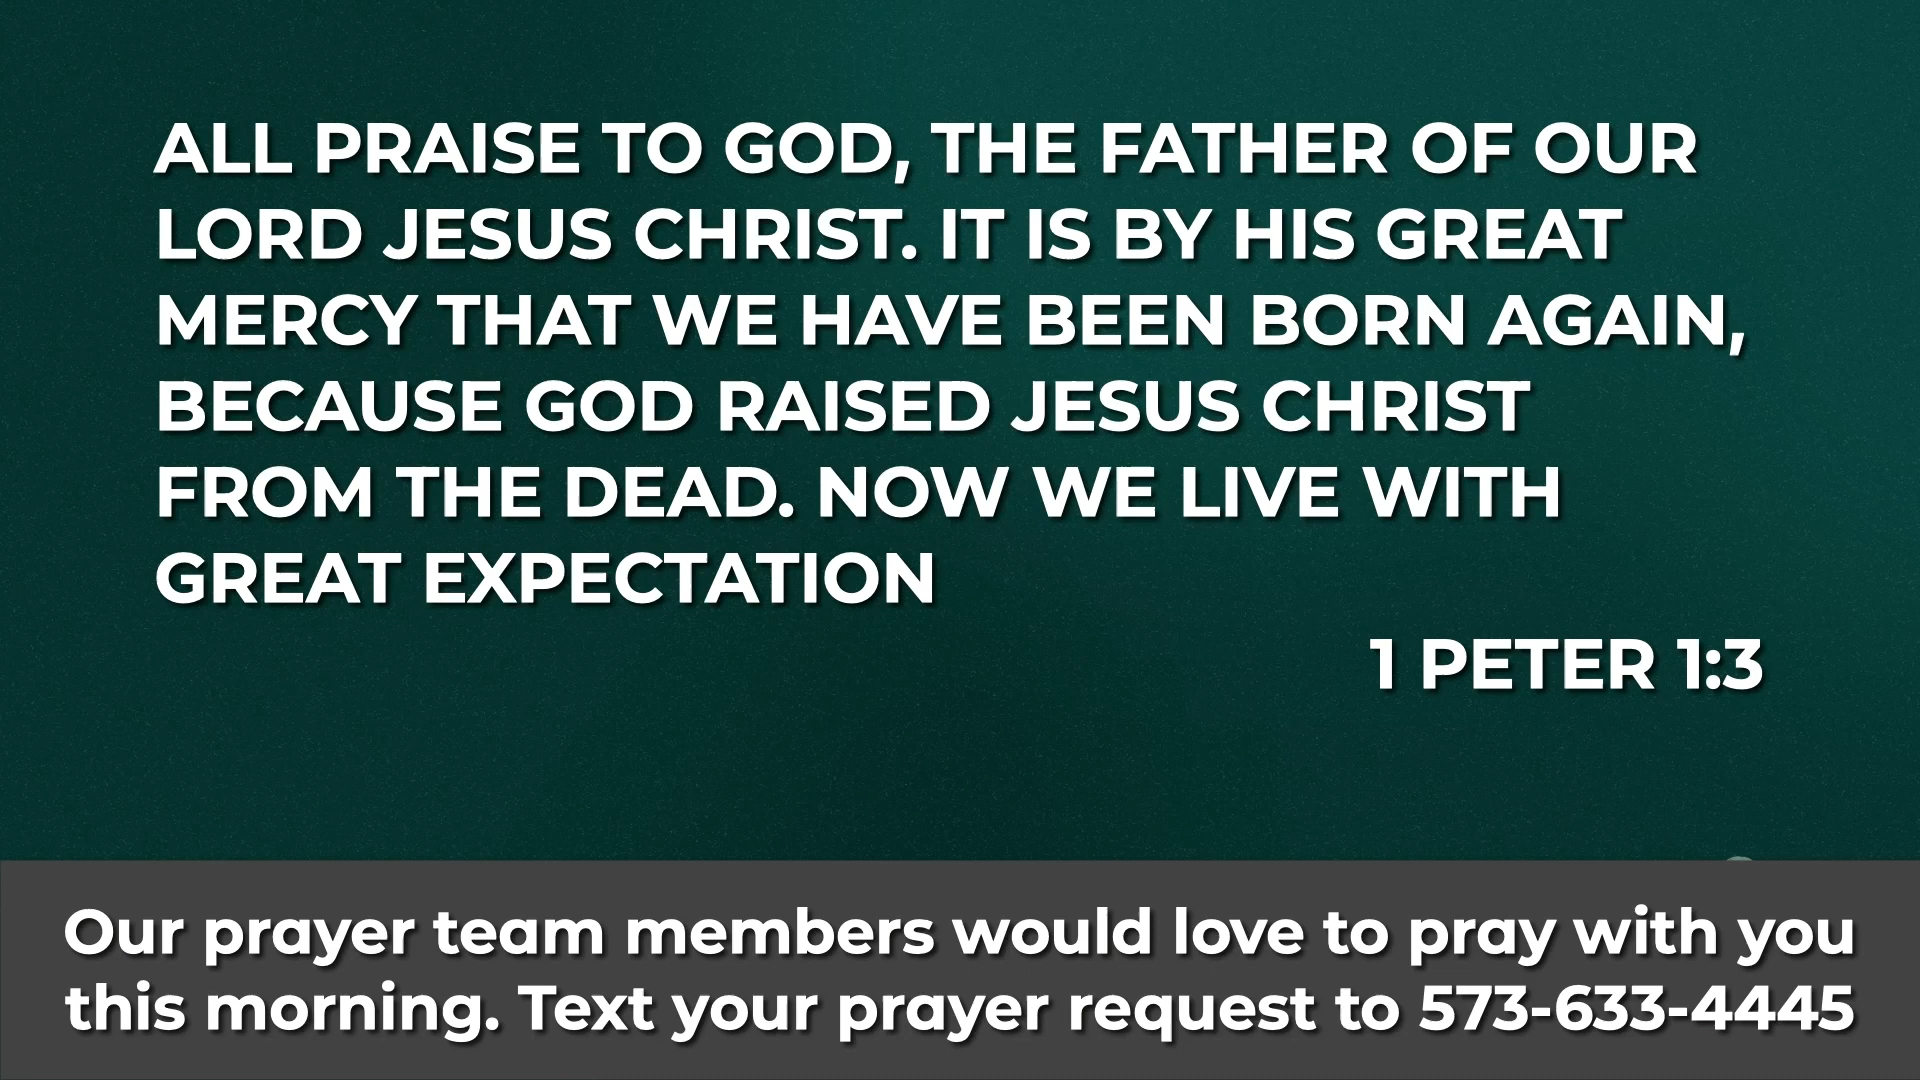 ALL PRAISE TO GOD, THE FATHER OF OUR
LORD JESUS CHRIST. IT IS BY HIS GREAT
MERCY THAT WE HAVE BEEN BORN AGAIN,
BECAUSE GOD RAISED JESUS CHRIST
FROM THE DEAD. NOW WE LIVE WITH
GREAT EXPECTATION
1 PETER 1:3
Our prayer team members would love to pray with you
this morning. Text your prayer request to 573-633-4445